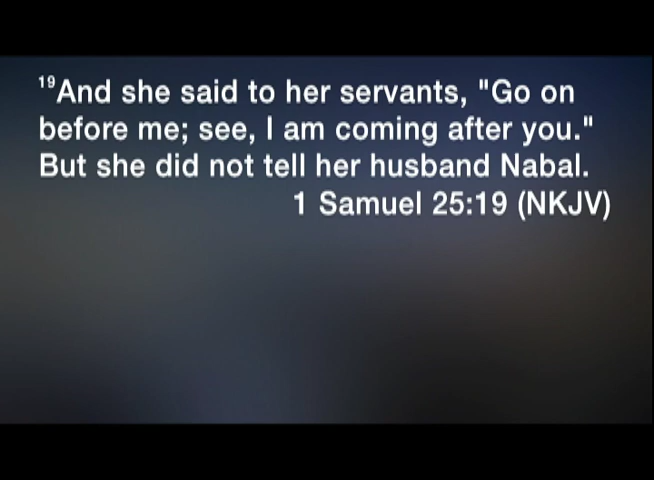 19And she said to her servants, "Go on
before me; see, I am coming after you."
But she did not tell her husband Nabal.
1 Samuel 25:19 (NKJV)